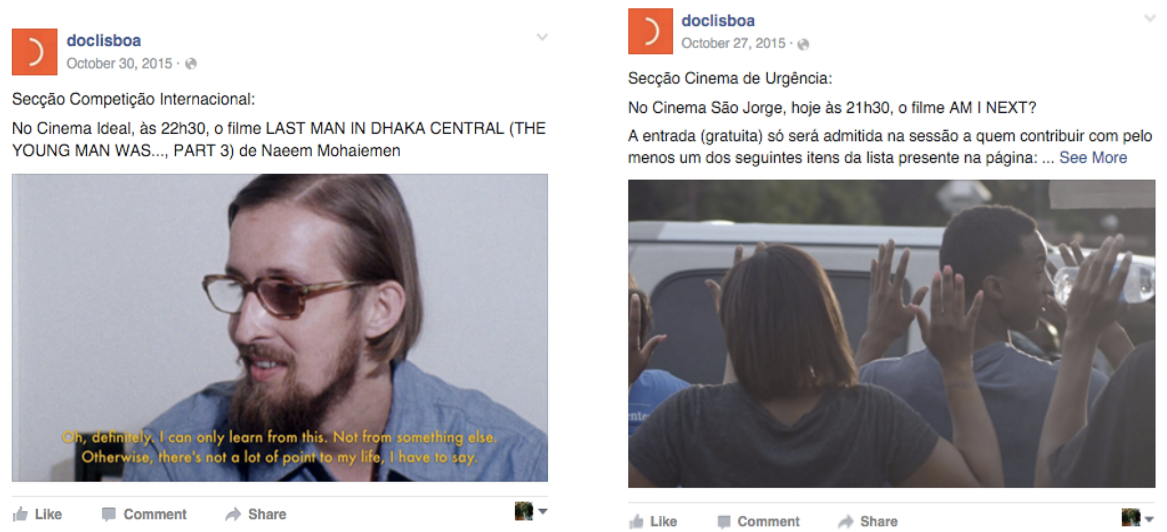 doclisboa
October 30, 2015 ·
Secção Competição Internacional:
No Cinema Ideal, às 22h30, o filme LAST MAN IN DHAKA CENTRAL (THE
YOUNG MAN WAS..., PART 3) de Naeem Mohaiemen
Oh, definitely. I can only learn from this. Not from something else.
Otherwise, there's not a lot of point to my life, I have to say.
Like Comment Share
doclisboa
October 27, 2015 ·
Secção Cinema de Urgência:
No Cinema São Jorge, hoje às 21h30, o filme AM I NEXT?
A entrada (gratuita) só será admitida na sessão a quem contribuir com pelo
menos um dos seguintes itens da lista presente na página: ... See More
Like Comment Share